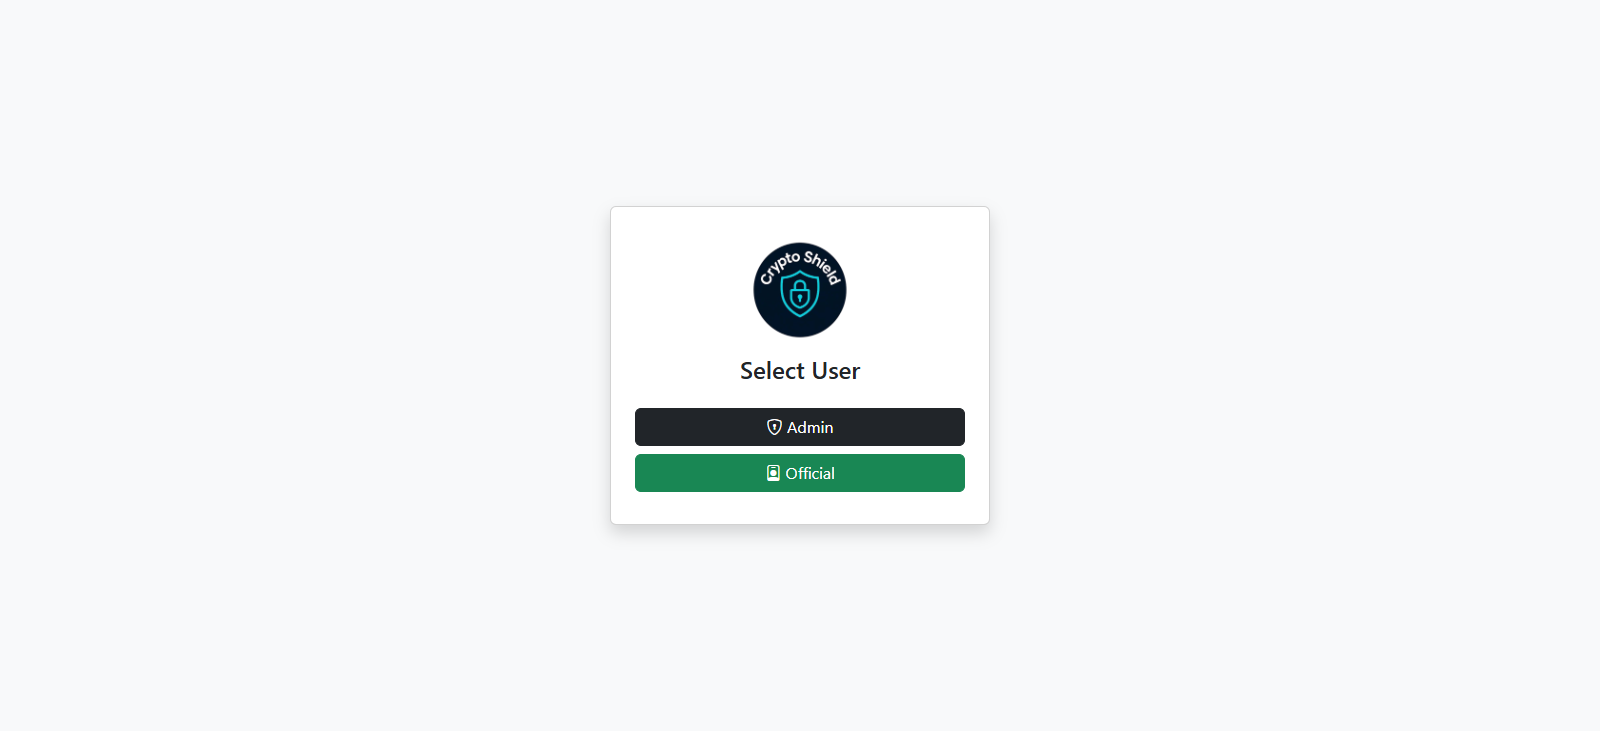 Crypto Shield
Select User
Admin
Official